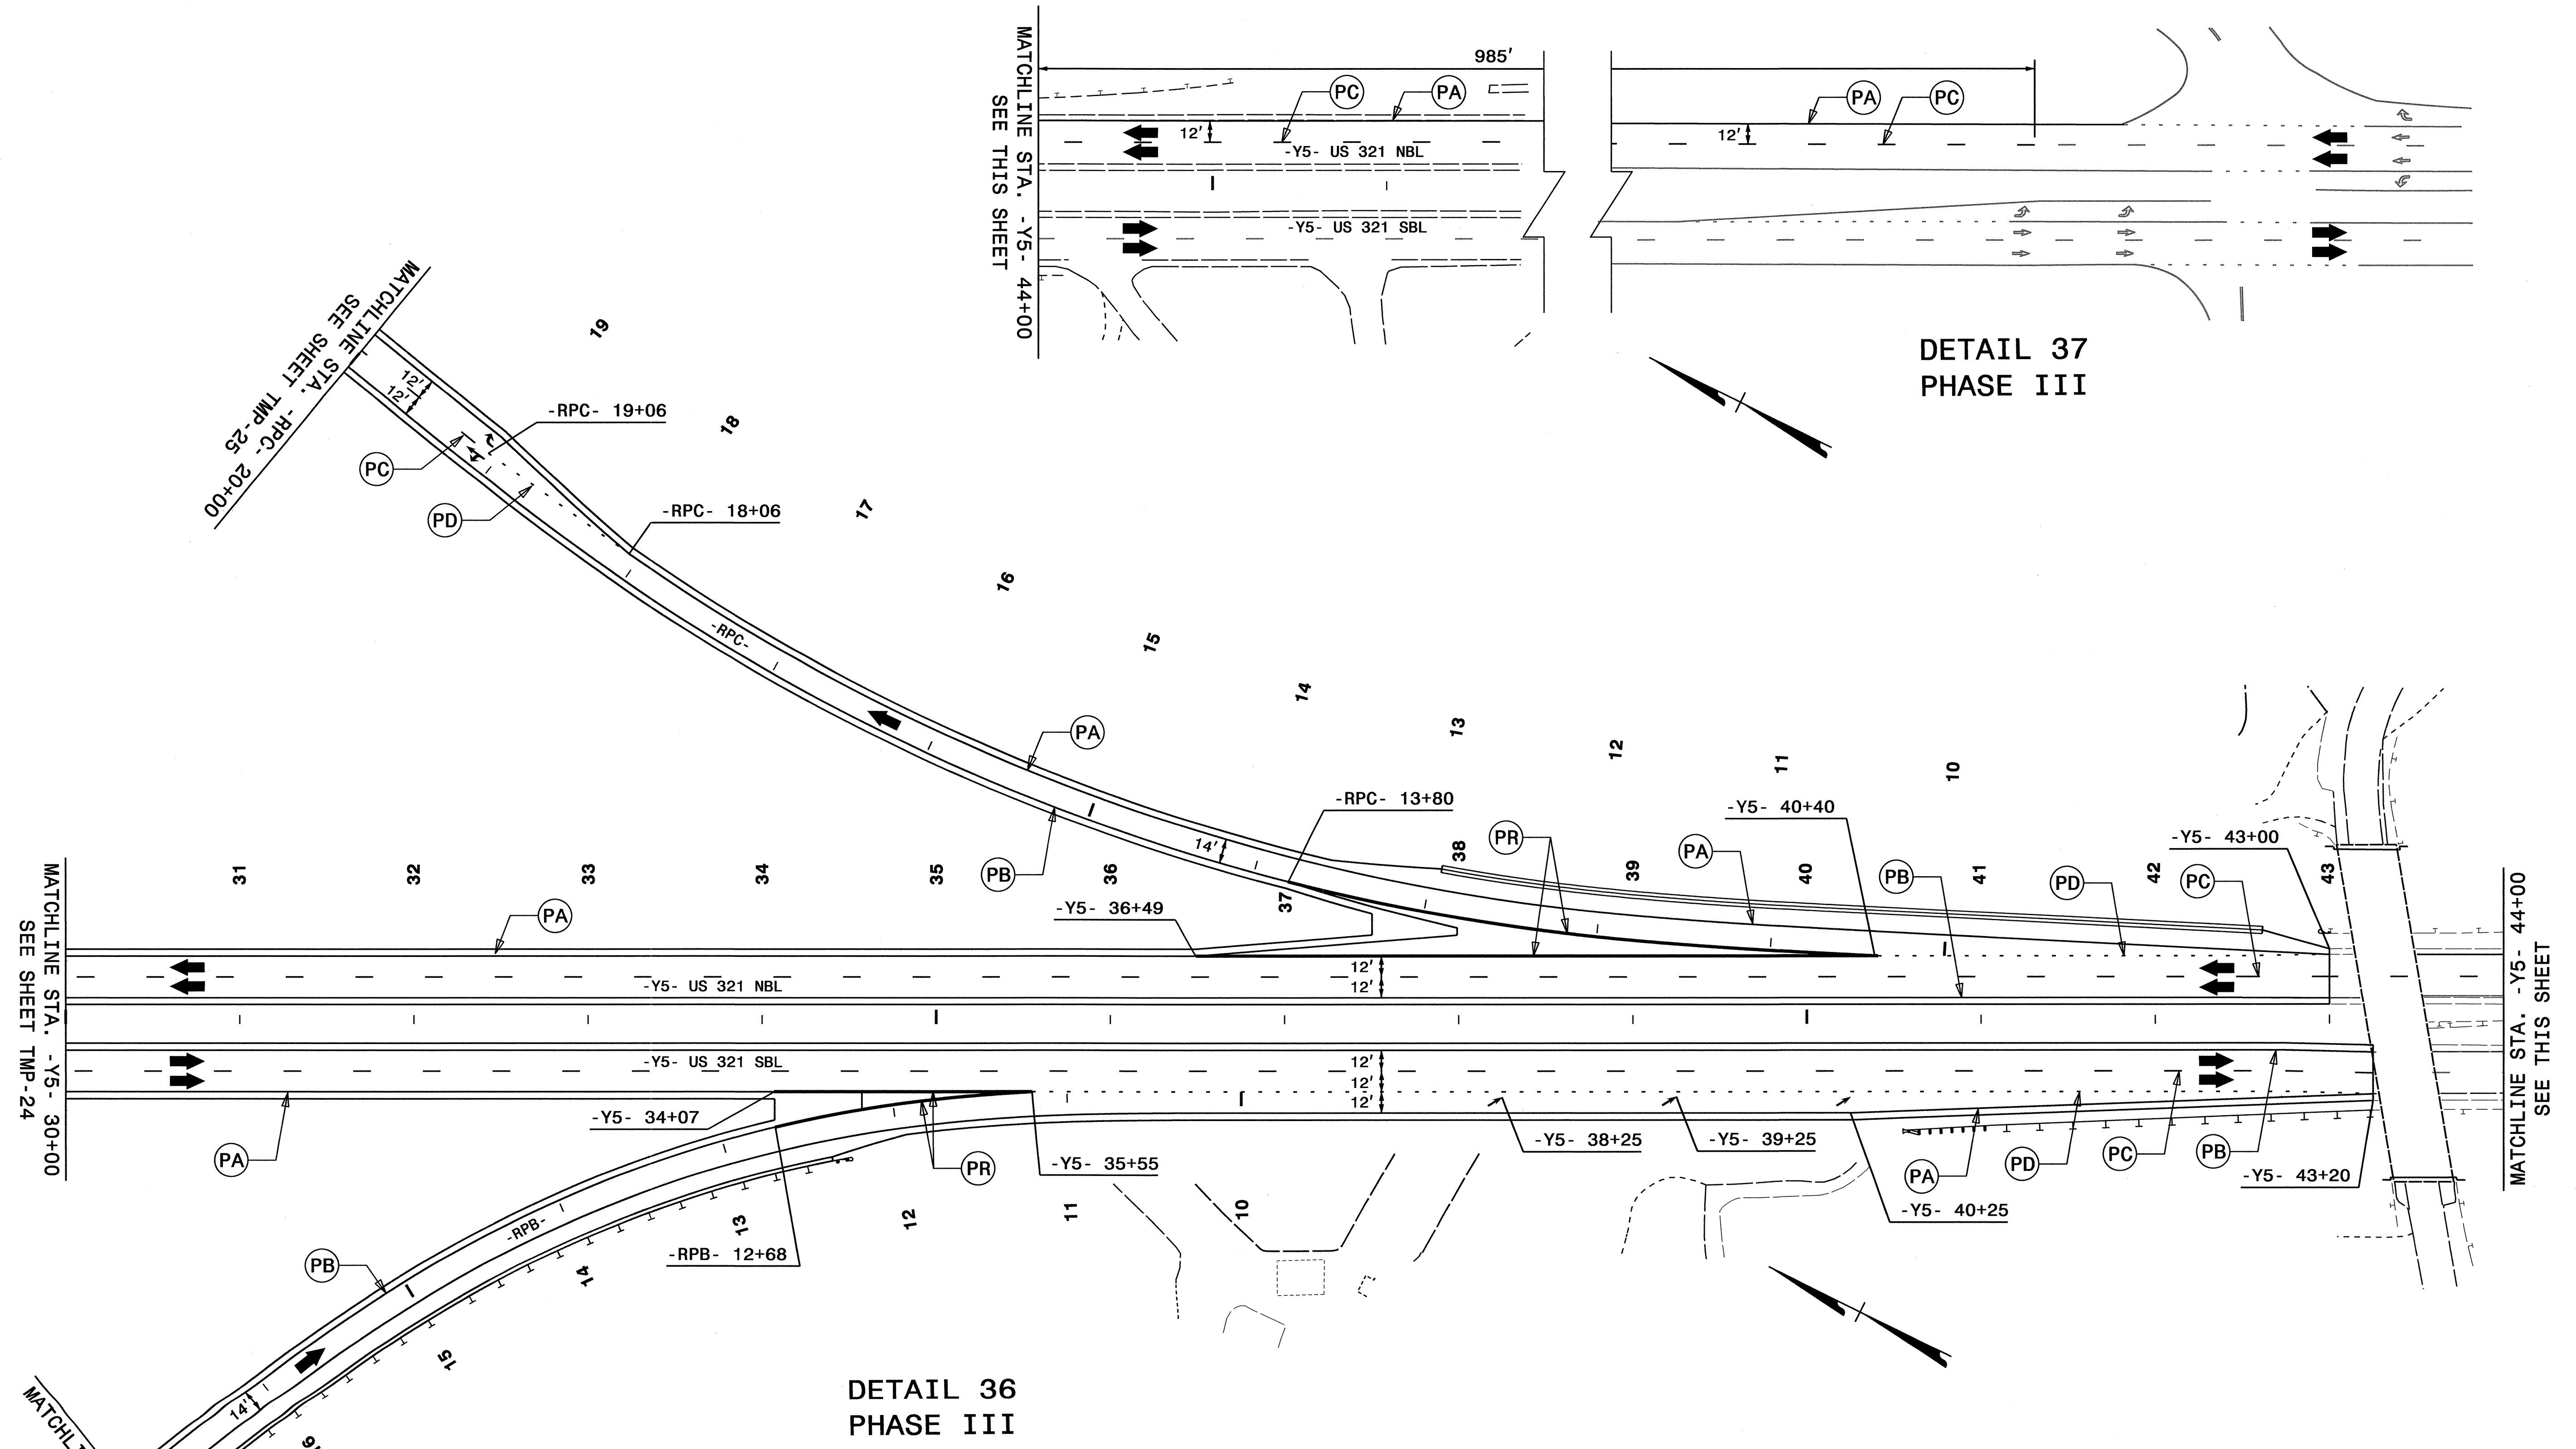 985'
MATCHLINE STA. -Y5- 44+00
SEE THIS SHEET
PC
PA
12'
-Y5- US 321 NBL
-Y5- US 321 SBL
PA
PC
12'
DETAIL 37
PHASE III
MATCHLINE STA. -RPC- 20+00
SEE SHEET TMP-25
12'
12'
19
18
17
16
15
14
13
12
11
10
-RPC- 19+06
PC
PD
-RPC- 18+06
-RPC-
PA
PB
14'
-RPC- 13+80
PR
PA
-Y5- 40+40
PB
PD
PC
-Y5- 43+00
MATCHLINE STA. -Y5- 30+00
SEE SHEET TMP-24
31
32
33
34
35
36
37
38
39
40
41
42
43
PA
-Y5- 36+49
12'
12'
-Y5- US 321 NBL
-Y5- US 321 SBL
12'
12'
12'
MATCHLINE STA. -Y5- 44+00
SEE THIS SHEET
PA
-Y5- 34+07
PR
-Y5- 35+55
-Y5- 38+25
-Y5- 39+25
-Y5- 40+25
PA
PD
PC
PB
-Y5- 43+20
-RPB- 12+68
-RPB-
PB
14'
10
11
12
13
14
15
MATCHL
DETAIL 36
PHASE III